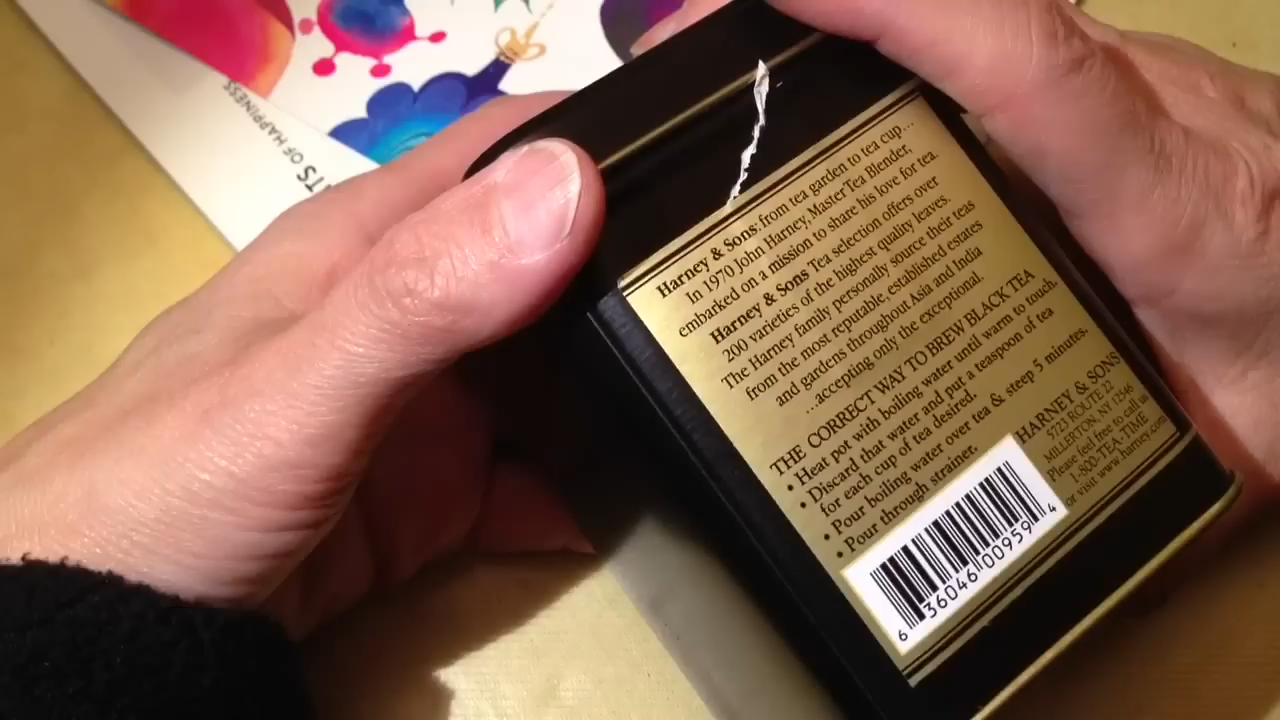 TS OF HAPPINESS
Harney & Sons: from tea garden to tea cup...
In 1970 John Harney, Master Tea Blender,
embarked on a mission to share his love for tea.
Harney & Sons Tea selection offers over
200 varieties of the highest quality leaves.
The Harney family personally source their teas
from the most reputable, established estates
and gardens throughout Asia and India
...accepting only the exceptional.
THE CORRECT WAY TO BREW BLACK TEA
• Heat pot with boiling water until warm to touch.
• Discard that water and put a teaspoon of tea
for each cup of tea desired.
• Pour boiling water over tea & steep 5 minutes.
• Pour through strainer.
HARNEY & SONS
5723 ROUTE 22
MILLERTON, NY 12546
Please feel free to call us
1-800-TEA-TIME
or visit www.harney.com
6 36046 00959 4